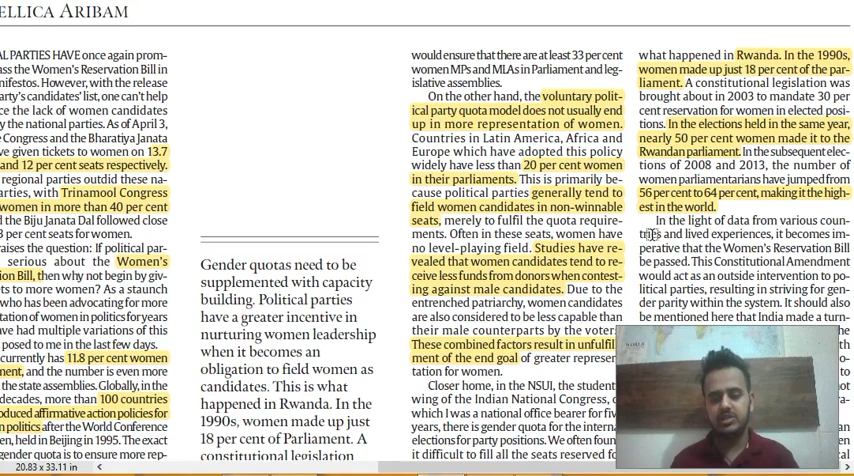 ELLICA ARIBAM
AL PARTIES HAVE once again prom-
ass the Women's Reservation Bill in
nifestos. However, with the release
party's candidates' list, one can't help
ce the lack of women candidates
by the national parties. As of April 3,
e Congress and the Bharatiya Janata
ve given tickets to women on 13.7
and 12 per cent seats respectively.
regional parties outdid these na-
arties, with Trinamool Congress
women in more than 40 per cent
d the Biju Janata Dal followed close
3 per cent seats for women.
raises the question: If political par-
serious about the Women's
ion Bill, then why not begin by giv-
ets to more women? As a staunch
who has been advocating for more
tation of women in politics for years
ave had multiple variations of this
posed to me in the last few days.
currently has 11.8 per cent women
ment, and the number is even more
the state assemblies. Globally, in the
decades, more than 100 countries
oduced affirmative action policies for
n politics after the World Conference
en, held in Beijing in 1995. The exact
gender quota is to ensure more rep-
Gender quotas need to be
supplemented with capacity
building. Political parties
have a greater incentive in
nurturing women leadership
when it becomes an
obligation to field women as
candidates. This is what
happened in Rwanda. In the
1990s, women made up just
18 per cent of Parliament. A
constitutional legislation
would ensure that there are at least 33 per cent
women MPs and MLAs in Parliament and leg-
islative assemblies.
On the other hand, the voluntary polit-
ical party quota model does not usually end
up in more representation of women.
Countries in Latin America, Africa and
Europe which have adopted this policy
widely have less than 20 per cent women
in their parliaments. This is primarily be-
cause political parties generally tend to
field women candidates in non-winnable
seats, merely to fulfil the quota require-
ments. Often in these seats, women have
no level-playing field. Studies have re-
vealed that women candidates tend to re-
ceive less funds from donors when contest-
ing against male candidates. Due to the
entrenched patriarchy, women candidates
are also considered to be less capable than
their male counterparts by the voter
These combined factors result in unfulfil
ment of the end goal of greater represen
tation for women.
Closer home, in the NSUI, the student
wing of the Indian National Congress, o
which I was a national office bearer for fiv
years, there is gender quota for the interna
elections for party positions. We often foun
it difficult to fill all the seats reserved fo
what happened in Rwanda. In the 1990s,
women made up just 18 per cent of the par-
liament. A constitutional legislation was
brought about in 2003 to mandate 30 per
cent reservation for women in elected posi-
tions. In the elections held in the same year,
nearly 50 per cent women made it to the
Rwandan parliament. In the subsequent elec-
tions of 2008 and 2013, the number of
women parliamentarians have jumped from
56 per cent to 64 per cent, making it the high-
est in the world.
In the light of data from various coun-
tries and lived experiences, it becomes im-
perative that the Women's Reservation Bill
be passed. This Constitutional Amendment
would act as an outside intervention to po-
litical parties, resulting in striving for gen-
der parity within the system. It should also
be mentioned here that India made a turn-
20.83 x 33.11 in